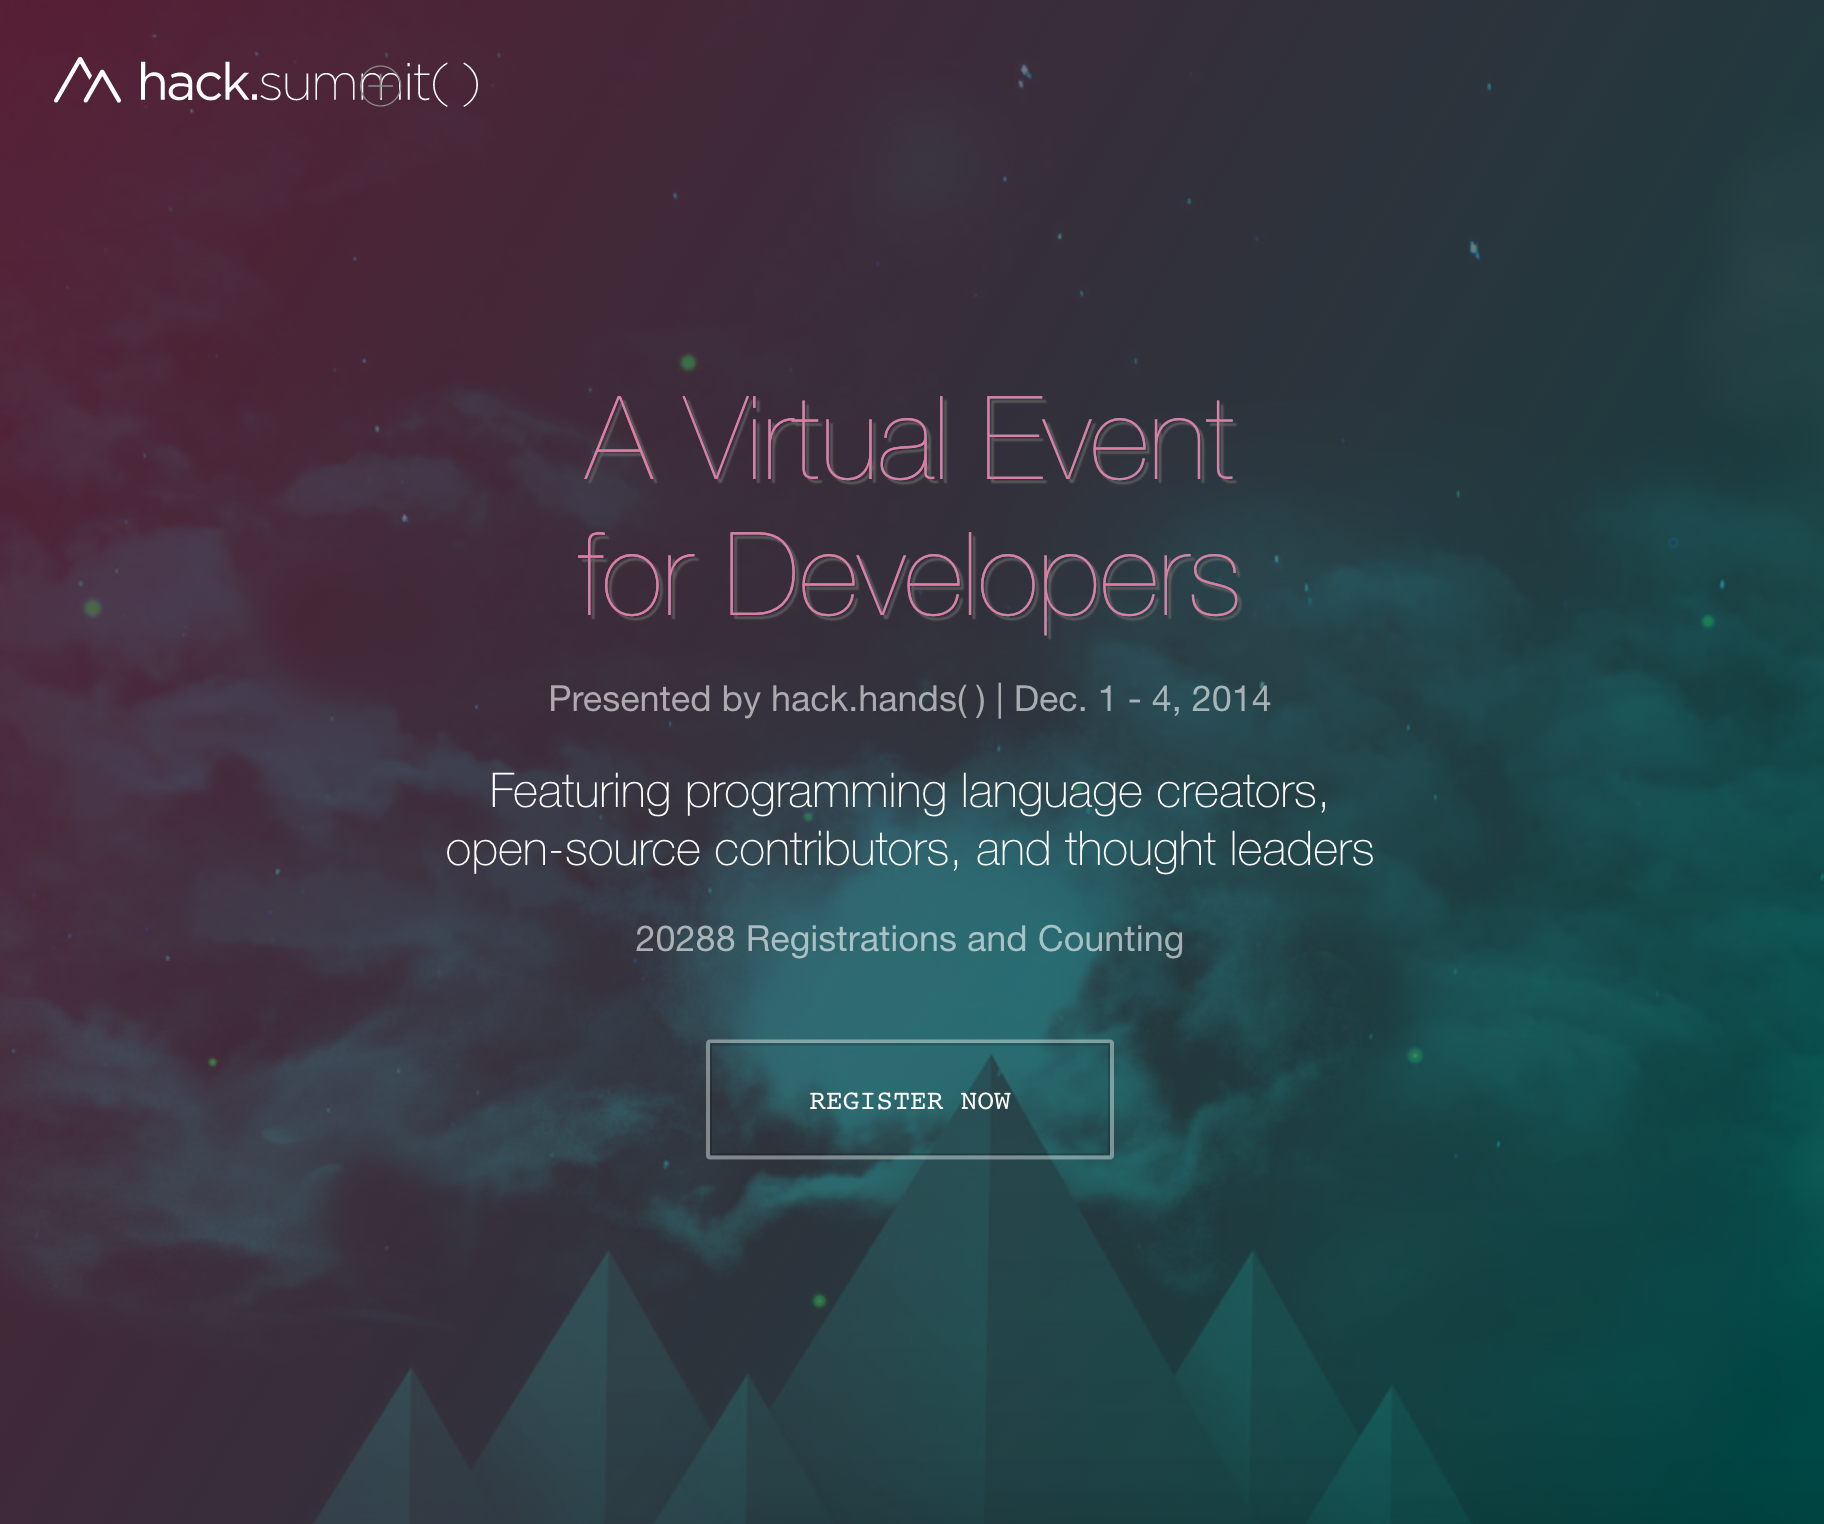 hack.summit( )
A Virtual Event
for Developers
Presented by hack.hands( ) | Dec. 1 - 4, 2014
Featuring programming language creators,
open-source contributors, and thought leaders
20288 Registrations and Counting
REGISTER NOW